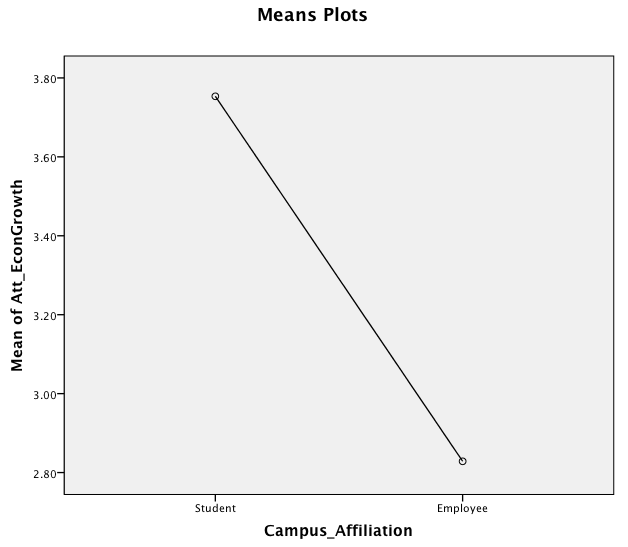 Means Plots
Mean of Att_EconGrowth
3.80
3.60
3.40
3.20
3.00
2.80
Student
Employee
Campus_Affiliation